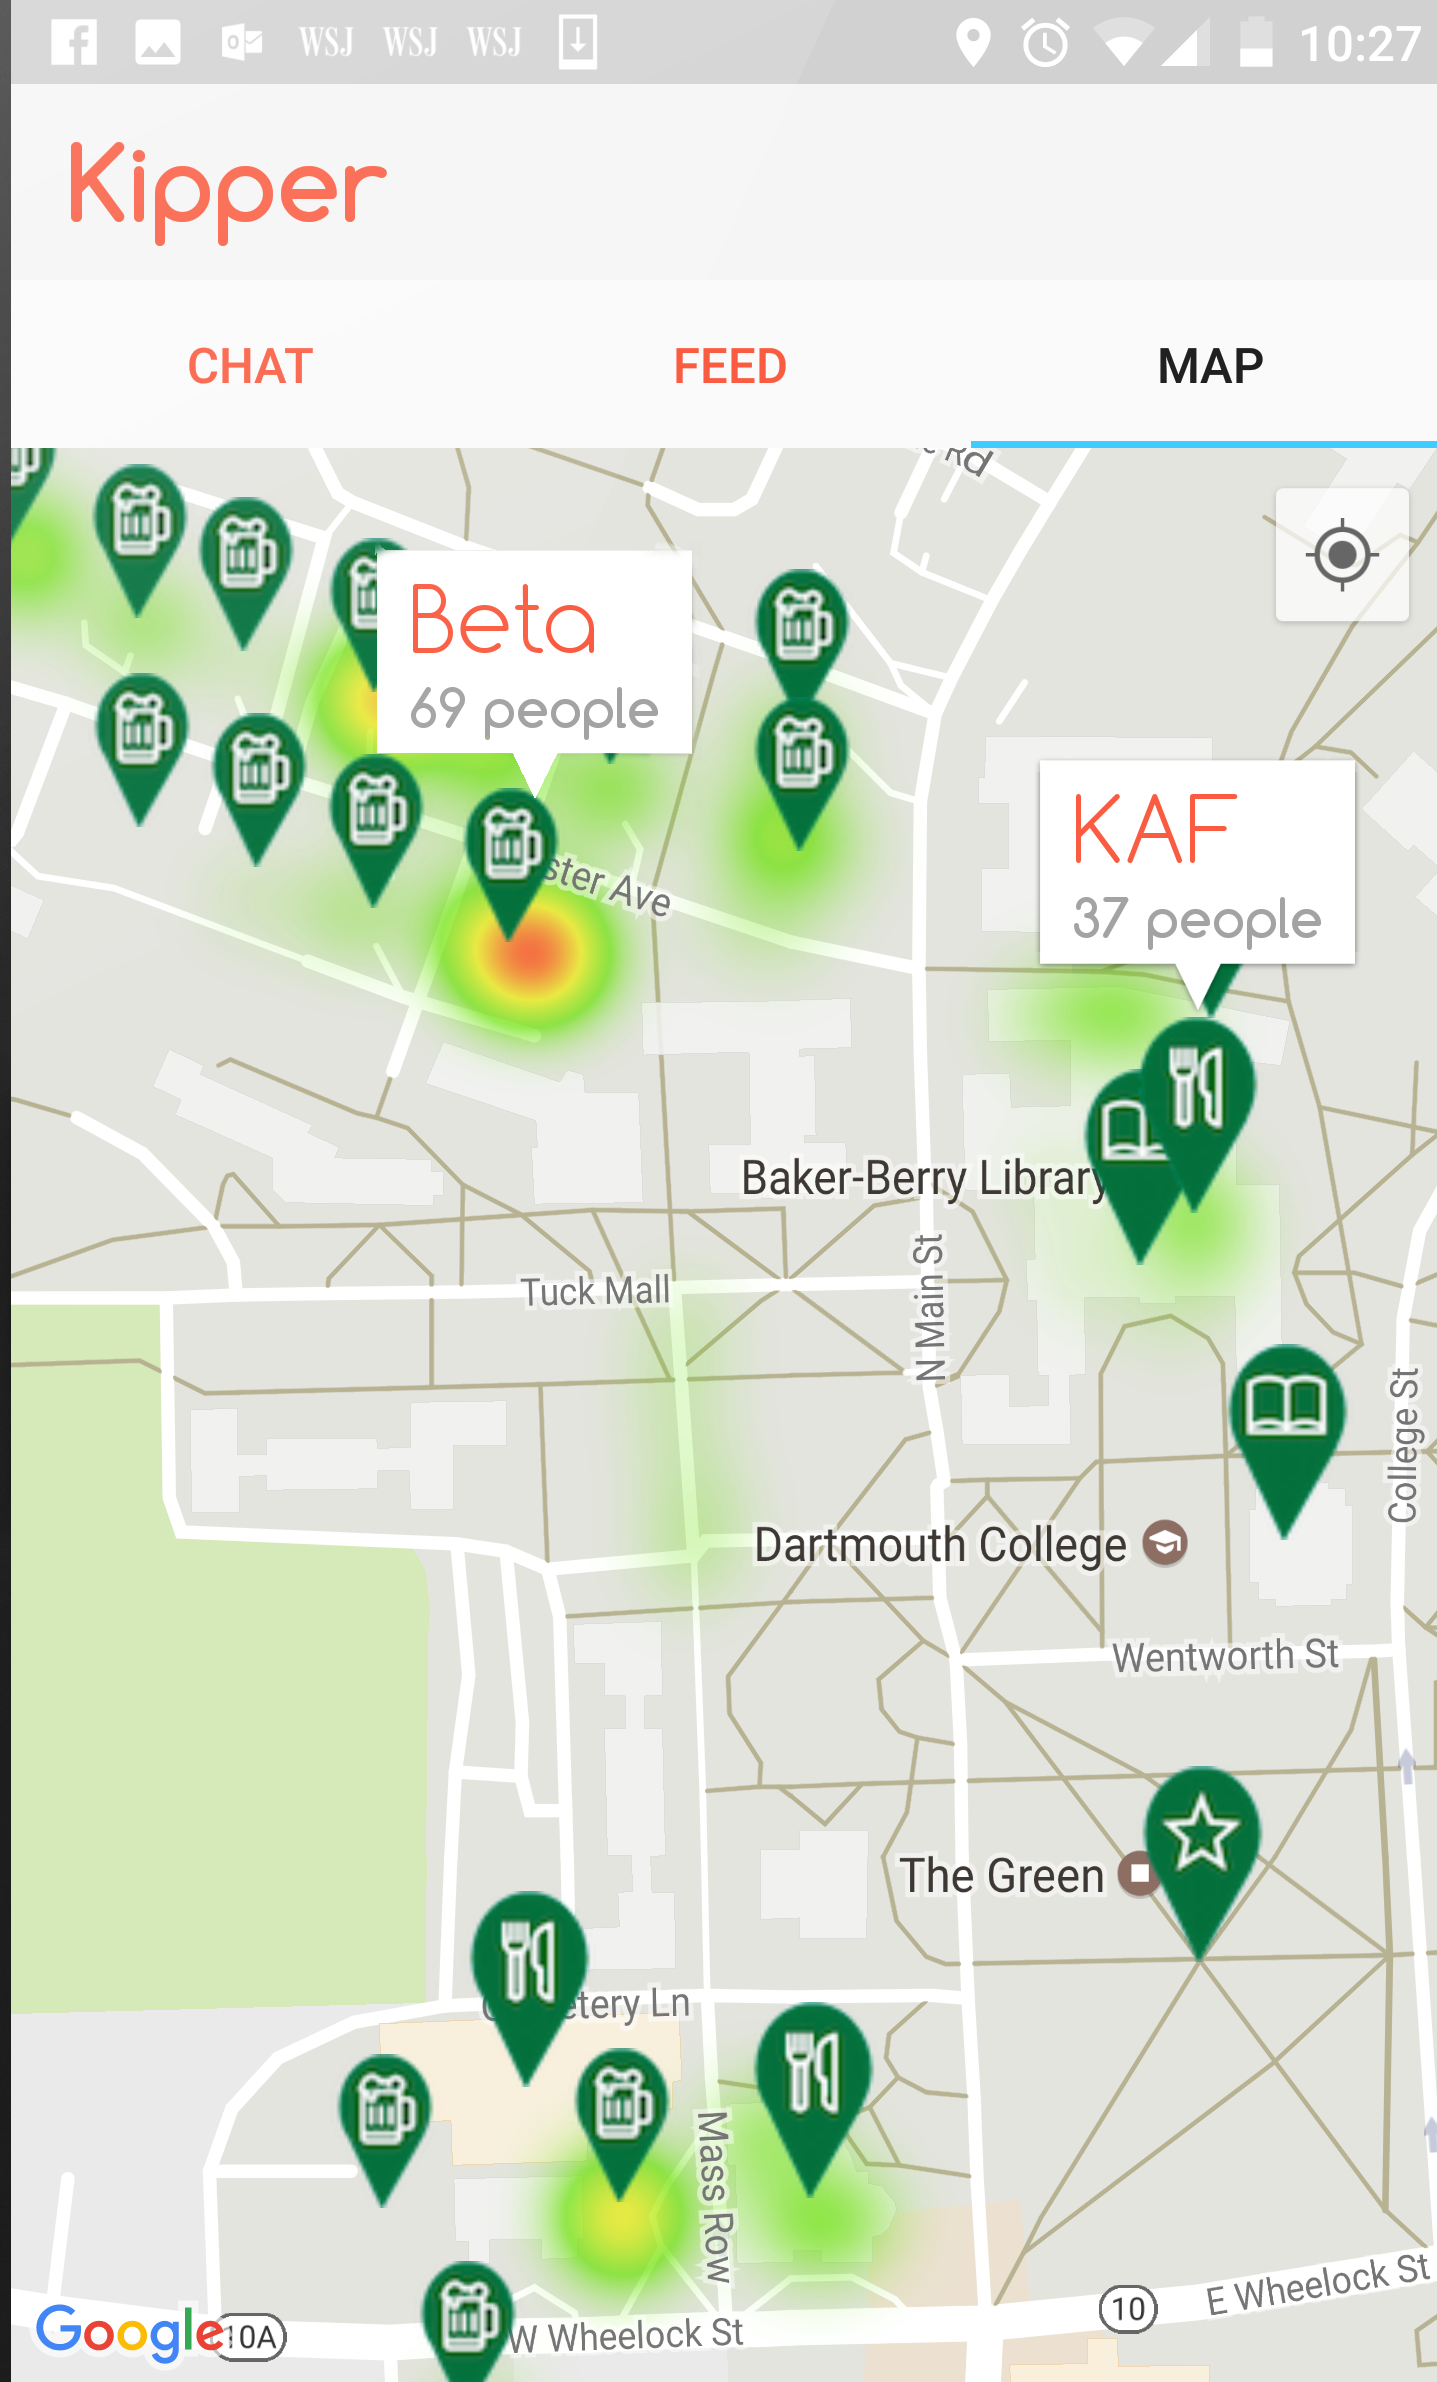 WSJ WSJ WSJ 10:27
Kipper
CHAT FEED MAP
Rd
Beta
69 people
KAF
37 people
ster Ave
Baker-Berry Library
Tuck Mall
N Main St
College St
Dartmouth College
Wentworth St
The Green
etery Ln
Mass Row
10
E Wheelock St
Google
10A
W Wheelock St